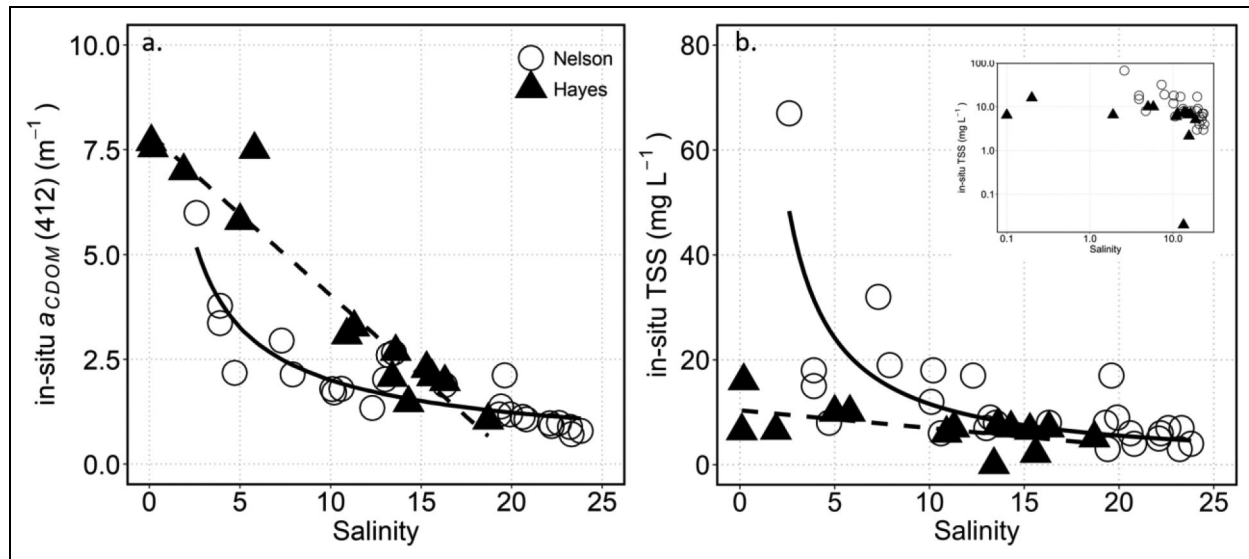 a.
Nelson
Hayes
10.0
7.5
5.0
2.5
0.0
in-situ a CDOM (412) (m⁻¹)
0 5 10 15 20 25
Salinity
b.
80
60
40
20
0
in-situ TSS (mg L⁻¹)
0 5 10 15 20 25
Salinity
100.0
10.0
1.0
0.1
in-situ TSS (mg L⁻¹)
0.1 1.0 10.0
Salinity